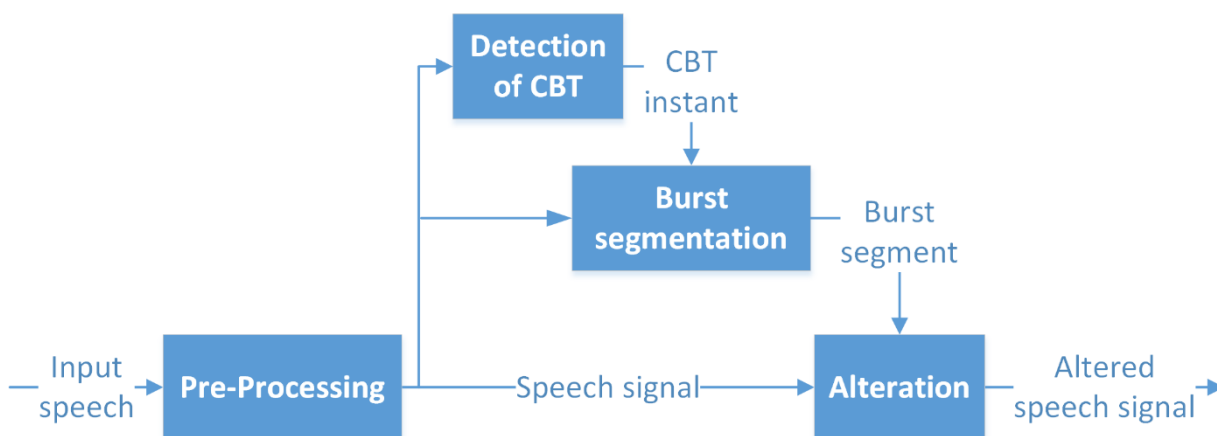 Detection
of CBT
CBT
instant
Burst
segmentation
Burst
segment
Input
speech
Pre-Processing
Speech signal
Alteration
Altered
speech signal